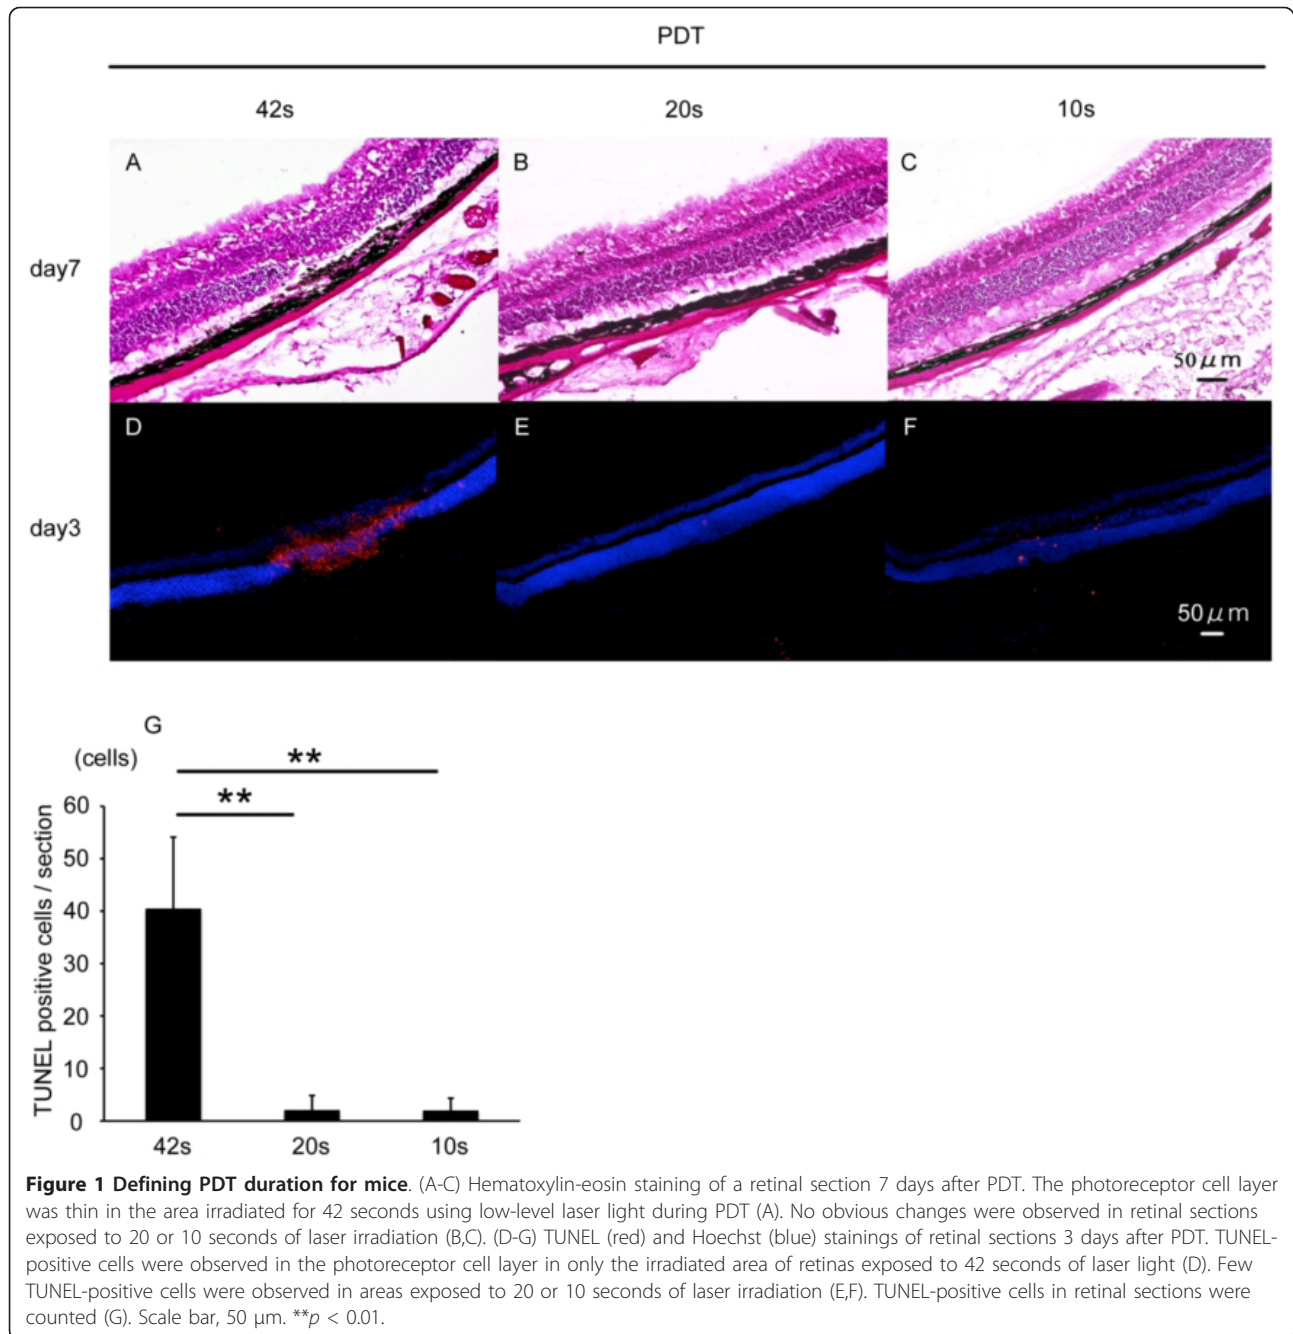 PDT
42s 20s 10s
A B C
day7
50 μm
D E F
day3
50 μm
G
(cells)
** 
**
TUNEL positive cells / section
60
50
40
30
20
10
0
42s 20s 10s
Figure 1 Defining PDT duration for mice. (A-C) Hematoxylin-eosin staining of a retinal section 7 days after PDT. The photoreceptor cell layer
was thin in the area irradiated for 42 seconds using low-level laser light during PDT (A). No obvious changes were observed in retinal sections
exposed to 20 or 10 seconds of laser irradiation (B,C). (D-G) TUNEL (red) and Hoechst (blue) stainings of retinal sections 3 days after PDT. TUNEL-
positive cells were observed in the photoreceptor cell layer in only the irradiated area of retinas exposed to 42 seconds of laser light (D). Few
TUNEL-positive cells were observed in areas exposed to 20 or 10 seconds of laser irradiation (E,F). TUNEL-positive cells in retinal sections were
counted (G). Scale bar, 50 μm. **p < 0.01.